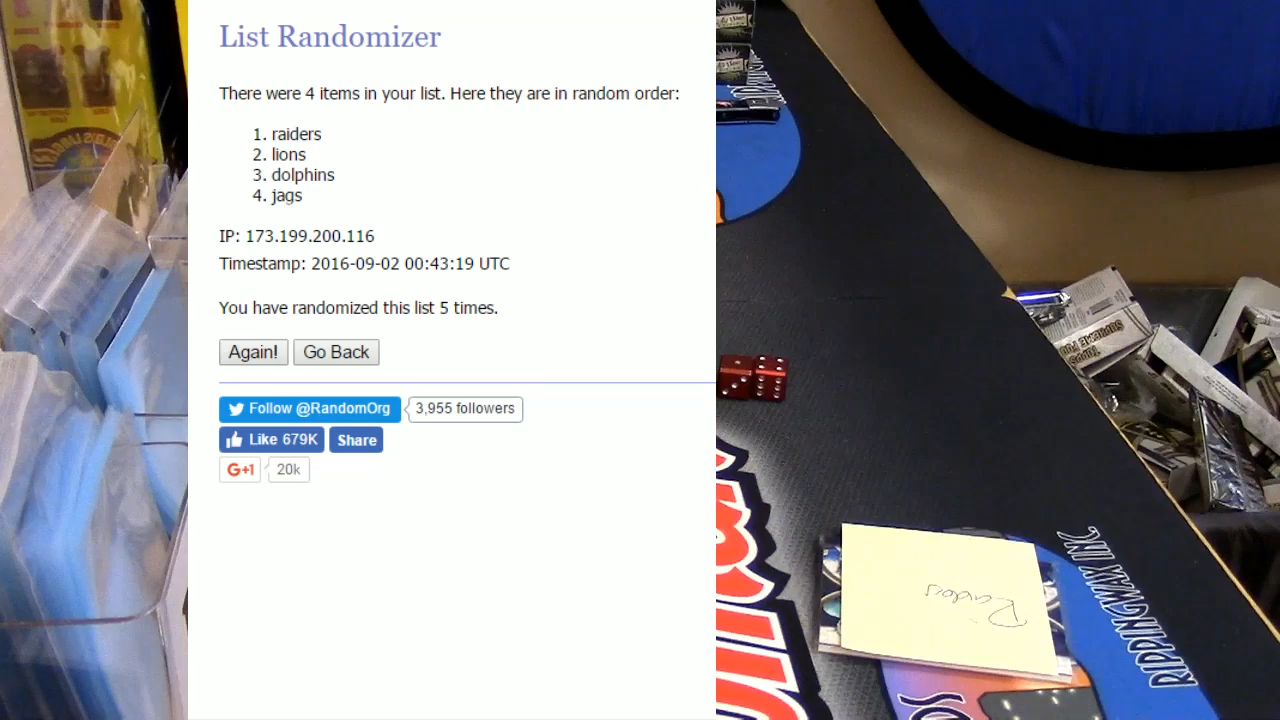 List Randomizer
There were 4 items in your list. Here they are in random order:
1. raiders
2. lions
3. dolphins
4. jags
IP: 173.199.200.116
Timestamp: 2016-09-02 00:43:19 UTC
You have randomized this list 5 times.
Again! Go Back
Follow @RandomOrg 3,955 followers
Like 679K Share
G+1 20k
TOPPS
SUPREME FOO
Raiders
RIPPINGWAX INC.